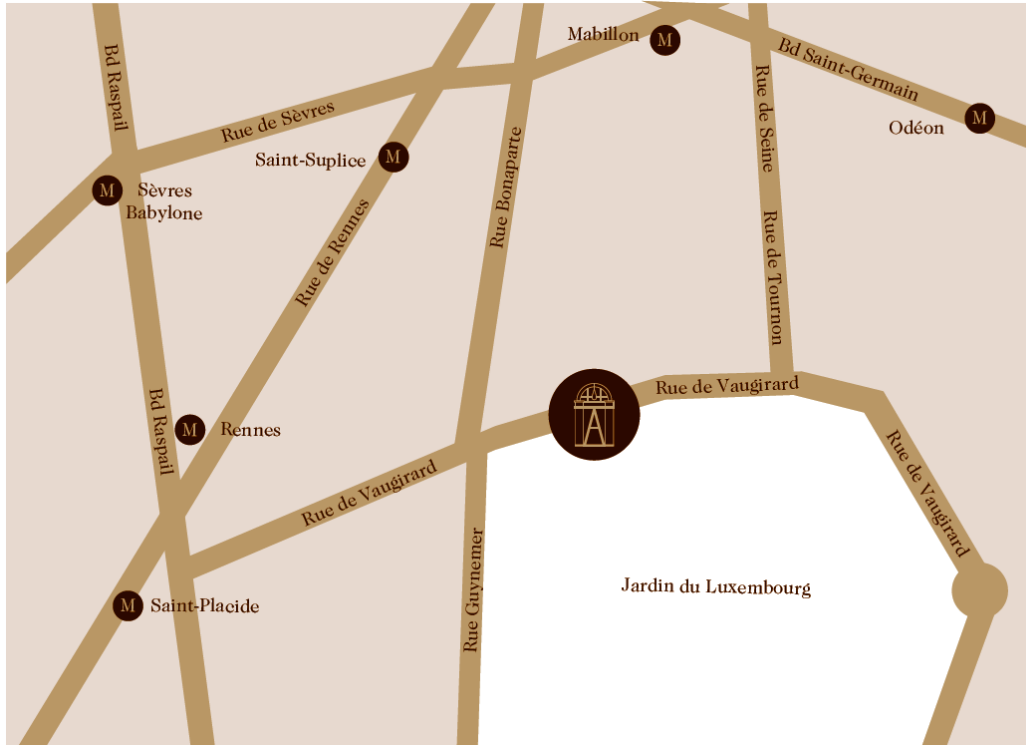 Bd Raspail
Mabillon
M
Bd Saint-Germain
Odéon
M
Rue de Sèvres
Rue de Seine
Saint-Suplice
M
M
Sèvres
Babylone
Rue Bonaparte
Rue de Rennes
Rue de Tournon
Rue de Vaugirard
A
Bd Raspail
M
Rennes
Rue de Vaugirard
Rue de Vaugirard
Rue Guynemer
Jardin du Luxembourg
M
Saint-Placide